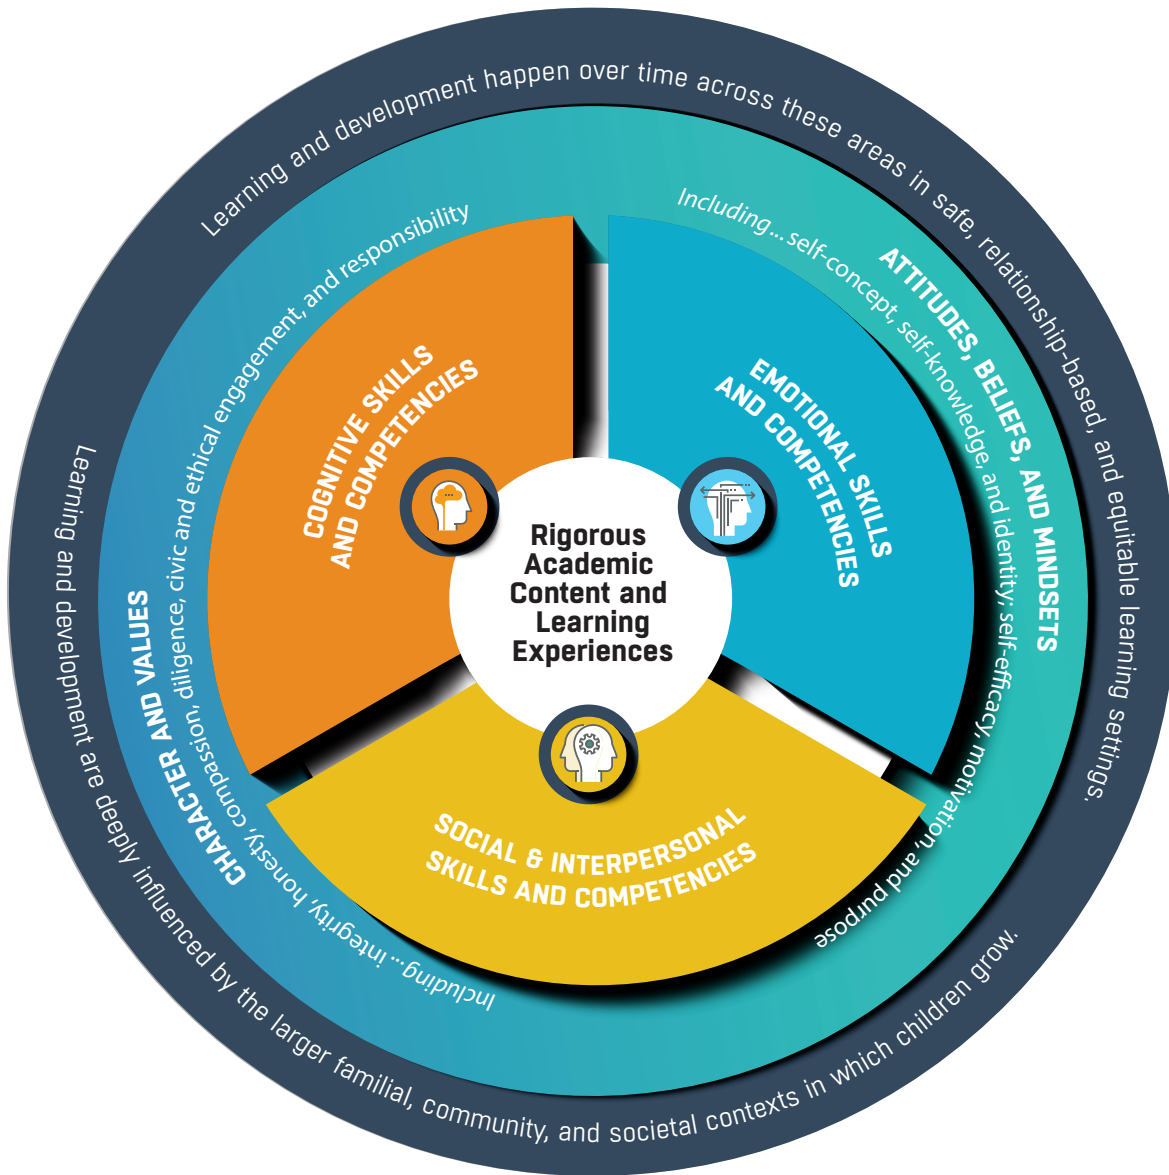 Learning and development happen over time across these areas in safe, relationship-based, and equitable learning settings.
Learning and development are deeply influenced by the larger familial, community, and societal contexts in which children grow.
ATTITUDES, BELIEFS, AND MINDSETS
Including... self-concept, self-knowledge, and identity; self-efficacy, motivation, and purpose
CHARACTER AND VALUES
Including... integrity, honesty, compassion, diligence, civic and ethical engagement, and responsibility
COGNITIVE SKILLS
AND COMPETENCIES
EMOTIONAL SKILLS
AND COMPETENCIES
SOCIAL & INTERPERSONAL
SKILLS AND COMPETENCIES
Rigorous
Academic
Content and
Learning
Experiences